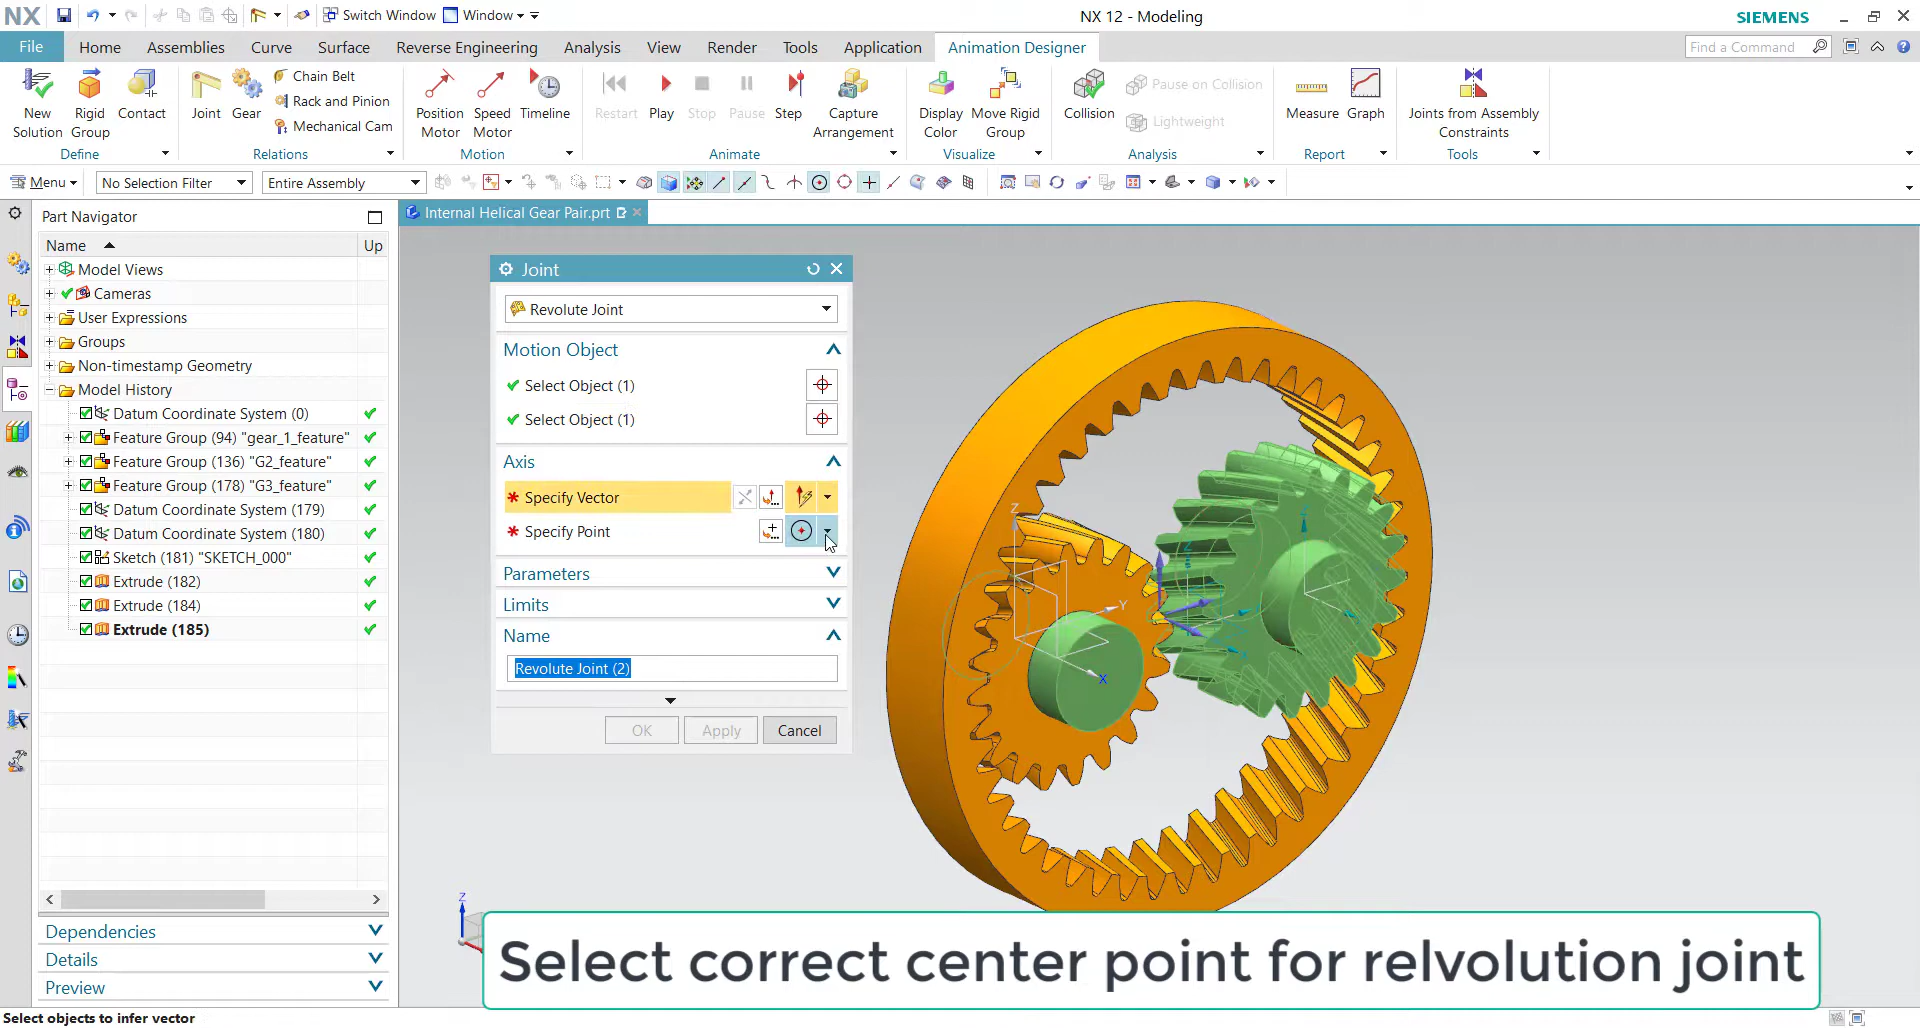 NX
Switch Window
Window
NX 12 - Modeling
SIEMENS
File
Home
Assemblies
Curve
Surface
Reverse Engineering
Analysis
View
Render
Tools
Application
Animation Designer
Find a Command
New Solution
Rigid Group
Contact
Define
Joint
Gear
Chain Belt
Rack and Pinion
Mechanical Cam
Relations
Position Motor
Speed Motor
Timeline
Motion
Restart
Play
Stop
Pause
Step
Capture Arrangement
Animate
Display Color
Move Rigid Group
Visualize
Collision
Pause on Collision
Lightweight
Analysis
Measure
Graph
Report
Joints from Assembly Constraints
Tools
Menu
No Selection Filter
Entire Assembly
Part Navigator
Internal Helical Gear Pair.prt
Name
Up
Model Views
Cameras
User Expressions
Groups
Non-timestamp Geometry
Model History
Datum Coordinate System (0)
Feature Group (94) "gear_1_feature"
Feature Group (136) "G2_feature"
Feature Group (178) "G3_feature"
Datum Coordinate System (179)
Datum Coordinate System (180)
Sketch (181) "SKETCH_000"
Extrude (182)
Extrude (184)
Extrude (185)
Dependencies
Details
Preview
Joint
Revolute Joint
Motion Object
Select Object (1)
Select Object (1)
Axis
* Specify Vector
* Specify Point
Parameters
Limits
Name
Revolute Joint (2)
OK
Apply
Cancel
Z
Y
X
Z
Z
Select correct center point for relvolution joint
Select objects to infer vector